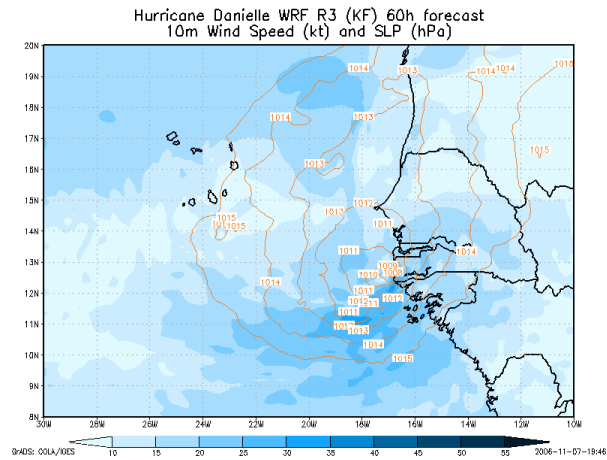 Hurricane Danielle WRF R3 (KF) 60h forecast
10m Wind Speed (kt) and SLP (hPa)
20N
19N
18N
17N
16N
15N
14N
13N
12N
11N
10N
9N
8N
1014
1013
1014 1014
1014
1013
1015
1013
1013
1012
1015
1015
1011
1011
1014
1009
1008
1010
1014
1011
1012
1012
1011
1013
1014
1015
30W 28W 26W 24W 22W 20W 18W 16W 14W 12W 10W
10 15 20 25 30 35 40 45 50 55
GrADS: COLA/IGES
2006-11-07-19:46